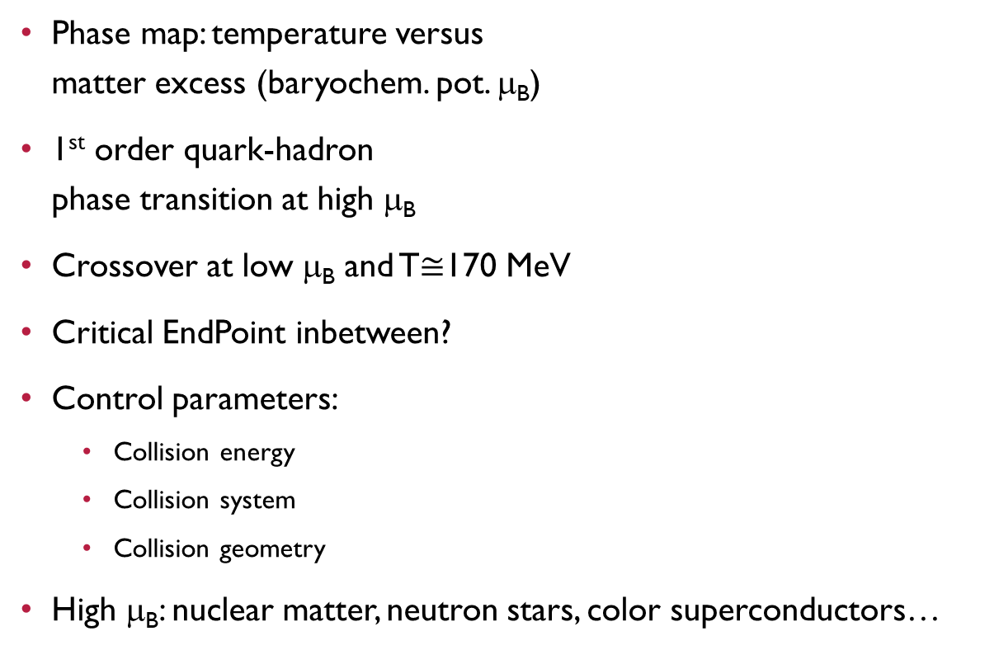 • Phase map: temperature versus
matter excess (baryochem. pot. μB)
• 1st order quark-hadron
phase transition at high μB
• Crossover at low μB and T≅170 MeV
• Critical EndPoint inbetween?
• Control parameters:
• Collision energy
• Collision system
• Collision geometry
• High μB: nuclear matter, neutron stars, color superconductors…